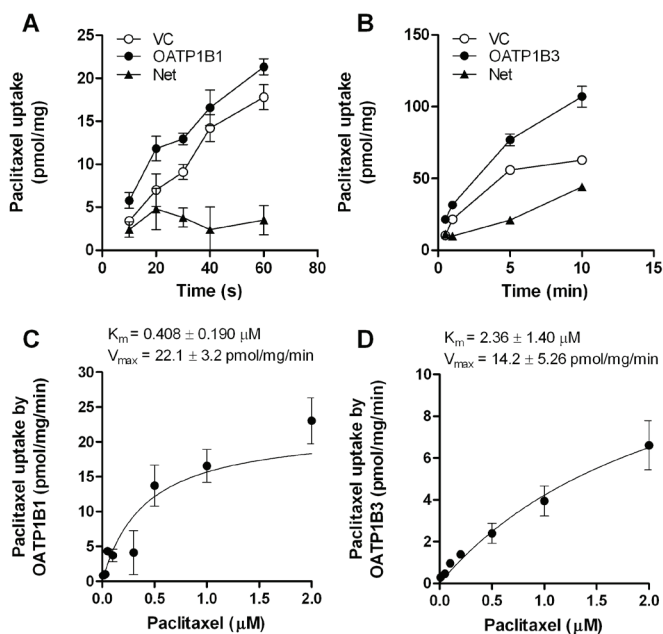 A
VC
OATP1B1
Net
Paclitaxel uptake
(pmol/mg)
25
20
15
10
5
0
0
20
40
60
80
Time (s)
B
VC
OATP1B3
Net
Paclitaxel uptake
(pmol/mg)
150
100
50
0
0
5
10
15
Time (min)
C
Km = 0.408 ± 0.190 μM
Vmax = 22.1 ± 3.2 pmol/mg/min
Paclitaxel uptake by
OATP1B1 (pmol/mg/min)
30
25
20
15
10
5
0
0.0
0.5
1.0
1.5
2.0
Paclitaxel (μM)
D
Km = 2.36 ± 1.40 μM
Vmax = 14.2 ± 5.26 pmol/mg/min
Paclitaxel uptake by
OATP1B3 (pmol/mg/min)
8
6
4
2
0
0.0
0.5
1.0
1.5
2.0
Paclitaxel (μM)